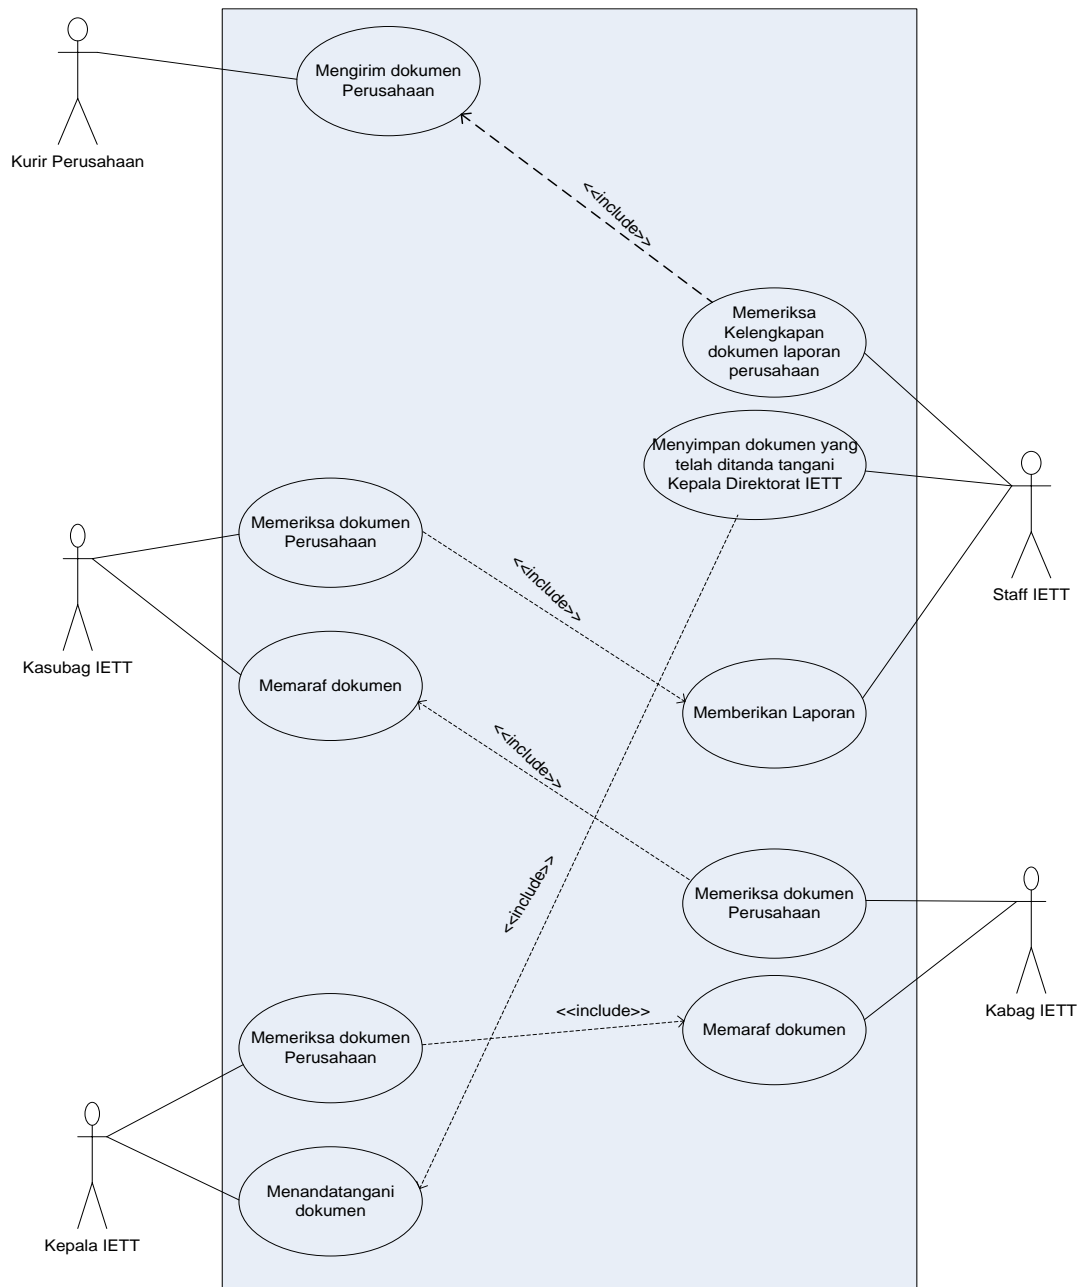 Mengirim dokumen
Perusahaan
Kurir Perusahaan
<<include>>
Memeriksa
Kelengkapan
dokumen laporan
perusahaan
Menyimpan dokumen yang
telah ditanda tangani
Kepala Direktorat IETT
Staff IETT
Memeriksa dokumen
Perusahaan
Kasubag IETT
<<include>>
Memaraf dokumen
Memberikan Laporan
<<include>>
<<include>>
Memeriksa dokumen
Perusahaan
Kabag IETT
Memeriksa dokumen
Perusahaan
<<include>>
Memaraf dokumen
Menandatangani
dokumen
Kepala IETT